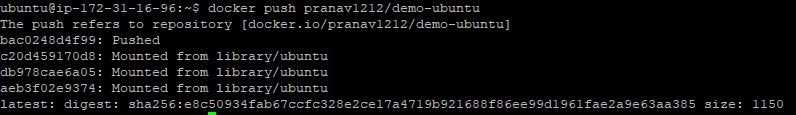 ubuntu@ip-172-31-16-96:~$ docker push pranav1212/demo-ubuntu
The push refers to repository [docker.io/pranav1212/demo-ubuntu]
bac0248d4f99: Pushed
c20d459170d8: Mounted from library/ubuntu
db978cae6a05: Mounted from library/ubuntu
aeb3f02e9374: Mounted from library/ubuntu
latest: digest: sha256:e8c50934fab67ccfc328e2ce17a4719b921688f86ee99d1961fae2a9e63aa385 size: 1150